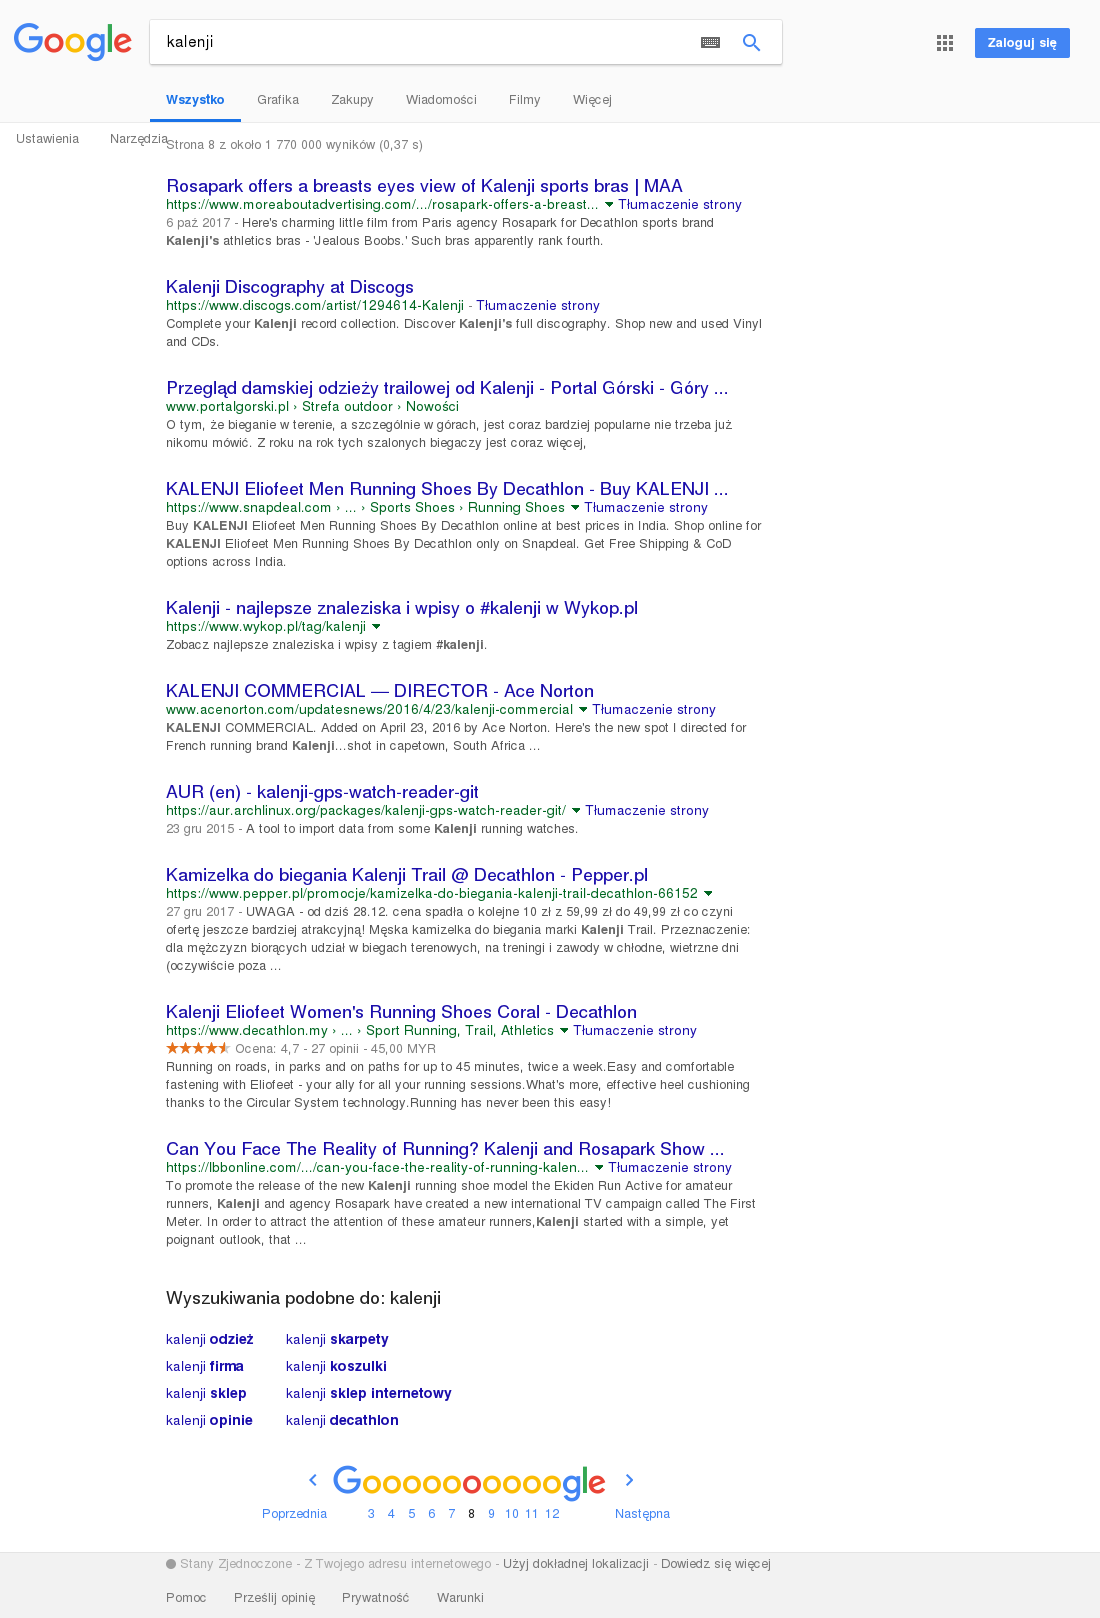 Google
kalenji
Zaloguj się
Wszystko Grafika Zakupy Wiadomości Filmy Więcej
Ustawienia Narzędzia
Strona 8 z około 1 770 000 wyników (0,37 s)
Rosapark offers a breasts eyes view of Kalenji sports bras | MAA
https://www.moreaboutadvertising.com/.../rosapark-offers-a-breast... Tłumaczenie strony
6 paź 2017 - Here's charming little film from Paris agency Rosapark for Decathlon sports brand
Kalenji's athletics bras - 'Jealous Boobs.' Such bras apparently rank fourth.
Kalenji Discography at Discogs
https://www.discogs.com/artist/1294614-Kalenji - Tłumaczenie strony
Complete your Kalenji record collection. Discover Kalenji's full discography. Shop new and used Vinyl
and CDs.
Przegląd damskiej odzieży trailowej od Kalenji - Portal Górski - Góry ...
www.portalgorski.pl › Strefa outdoor › Nowości
O tym, że bieganie w terenie, a szczególnie w górach, jest coraz bardziej popularne nie trzeba już
nikomu mówić. Z roku na rok tych szalonych biegaczy jest coraz więcej,
KALENJI Eliofeet Men Running Shoes By Decathlon - Buy KALENJI ...
https://www.snapdeal.com › ... › Sports Shoes › Running Shoes Tłumaczenie strony
Buy KALENJI Eliofeet Men Running Shoes By Decathlon online at best prices in India. Shop online for
KALENJI Eliofeet Men Running Shoes By Decathlon only on Snapdeal. Get Free Shipping & CoD
options across India.
Kalenji - najlepsze znaleziska i wpisy o #kalenji w Wykop.pl
https://www.wykop.pl/tag/kalenji
Zobacz najlepsze znaleziska i wpisy z tagiem #kalenji.
KALENJI COMMERCIAL — DIRECTOR - Ace Norton
www.acenorton.com/updatesnews/2016/4/23/kalenji-commercial Tłumaczenie strony
KALENJI COMMERCIAL. Added on April 23, 2016 by Ace Norton. Here's the new spot I directed for
French running brand Kalenji...shot in capetown, South Africa ...
AUR (en) - kalenji-gps-watch-reader-git
https://aur.archlinux.org/packages/kalenji-gps-watch-reader-git/ Tłumaczenie strony
23 gru 2015 - A tool to import data from some Kalenji running watches.
Kamizelka do biegania Kalenji Trail @ Decathlon - Pepper.pl
https://www.pepper.pl/promocje/kamizelka-do-biegania-kalenji-trail-decathlon-66152
27 gru 2017 - UWAGA - od dziś 28.12. cena spadła o kolejne 10 zł z 59,99 zł do 49,99 zł co czyni
ofertę jeszcze bardziej atrakcyjną! Męska kamizelka do biegania marki Kalenji Trail. Przeznaczenie:
dla mężczyzn biorących udział w biegach terenowych, na treningi i zawody w chłodne, wietrzne dni
(oczywiście poza ...
Kalenji Eliofeet Women's Running Shoes Coral - Decathlon
https://www.decathlon.my › ... › Sport Running, Trail, Athletics Tłumaczenie strony
Ocena: 4,7 - 27 opinii - 45,00 MYR
Running on roads, in parks and on paths for up to 45 minutes, twice a week.Easy and comfortable
fastening with Eliofeet - your ally for all your running sessions.What's more, effective heel cushioning
thanks to the Circular System technology.Running has never been this easy!
Can You Face The Reality of Running? Kalenji and Rosapark Show ...
https://lbbonline.com/.../can-you-face-the-reality-of-running-kalen... Tłumaczenie strony
To promote the release of the new Kalenji running shoe model the Ekiden Run Active for amateur
runners, Kalenji and agency Rosapark have created a new international TV campaign called The First
Meter. In order to attract the attention of these amateur runners,Kalenji started with a simple, yet
poignant outlook, that ...
Wyszukiwania podobne do: kalenji
kalenji odzież kalenji skarpety
kalenji firma kalenji koszulki
kalenji sklep kalenji sklep internetowy
kalenji opinie kalenji decathlon
Goooooooooogle
Poprzednia 3 4 5 6 7 8 9 10 11 12 Następna
Stany Zjednoczone - Z Twojego adresu internetowego - Użyj dokładnej lokalizacji - Dowiedz się więcej
Pomoc Prześlij opinię Prywatność Warunki